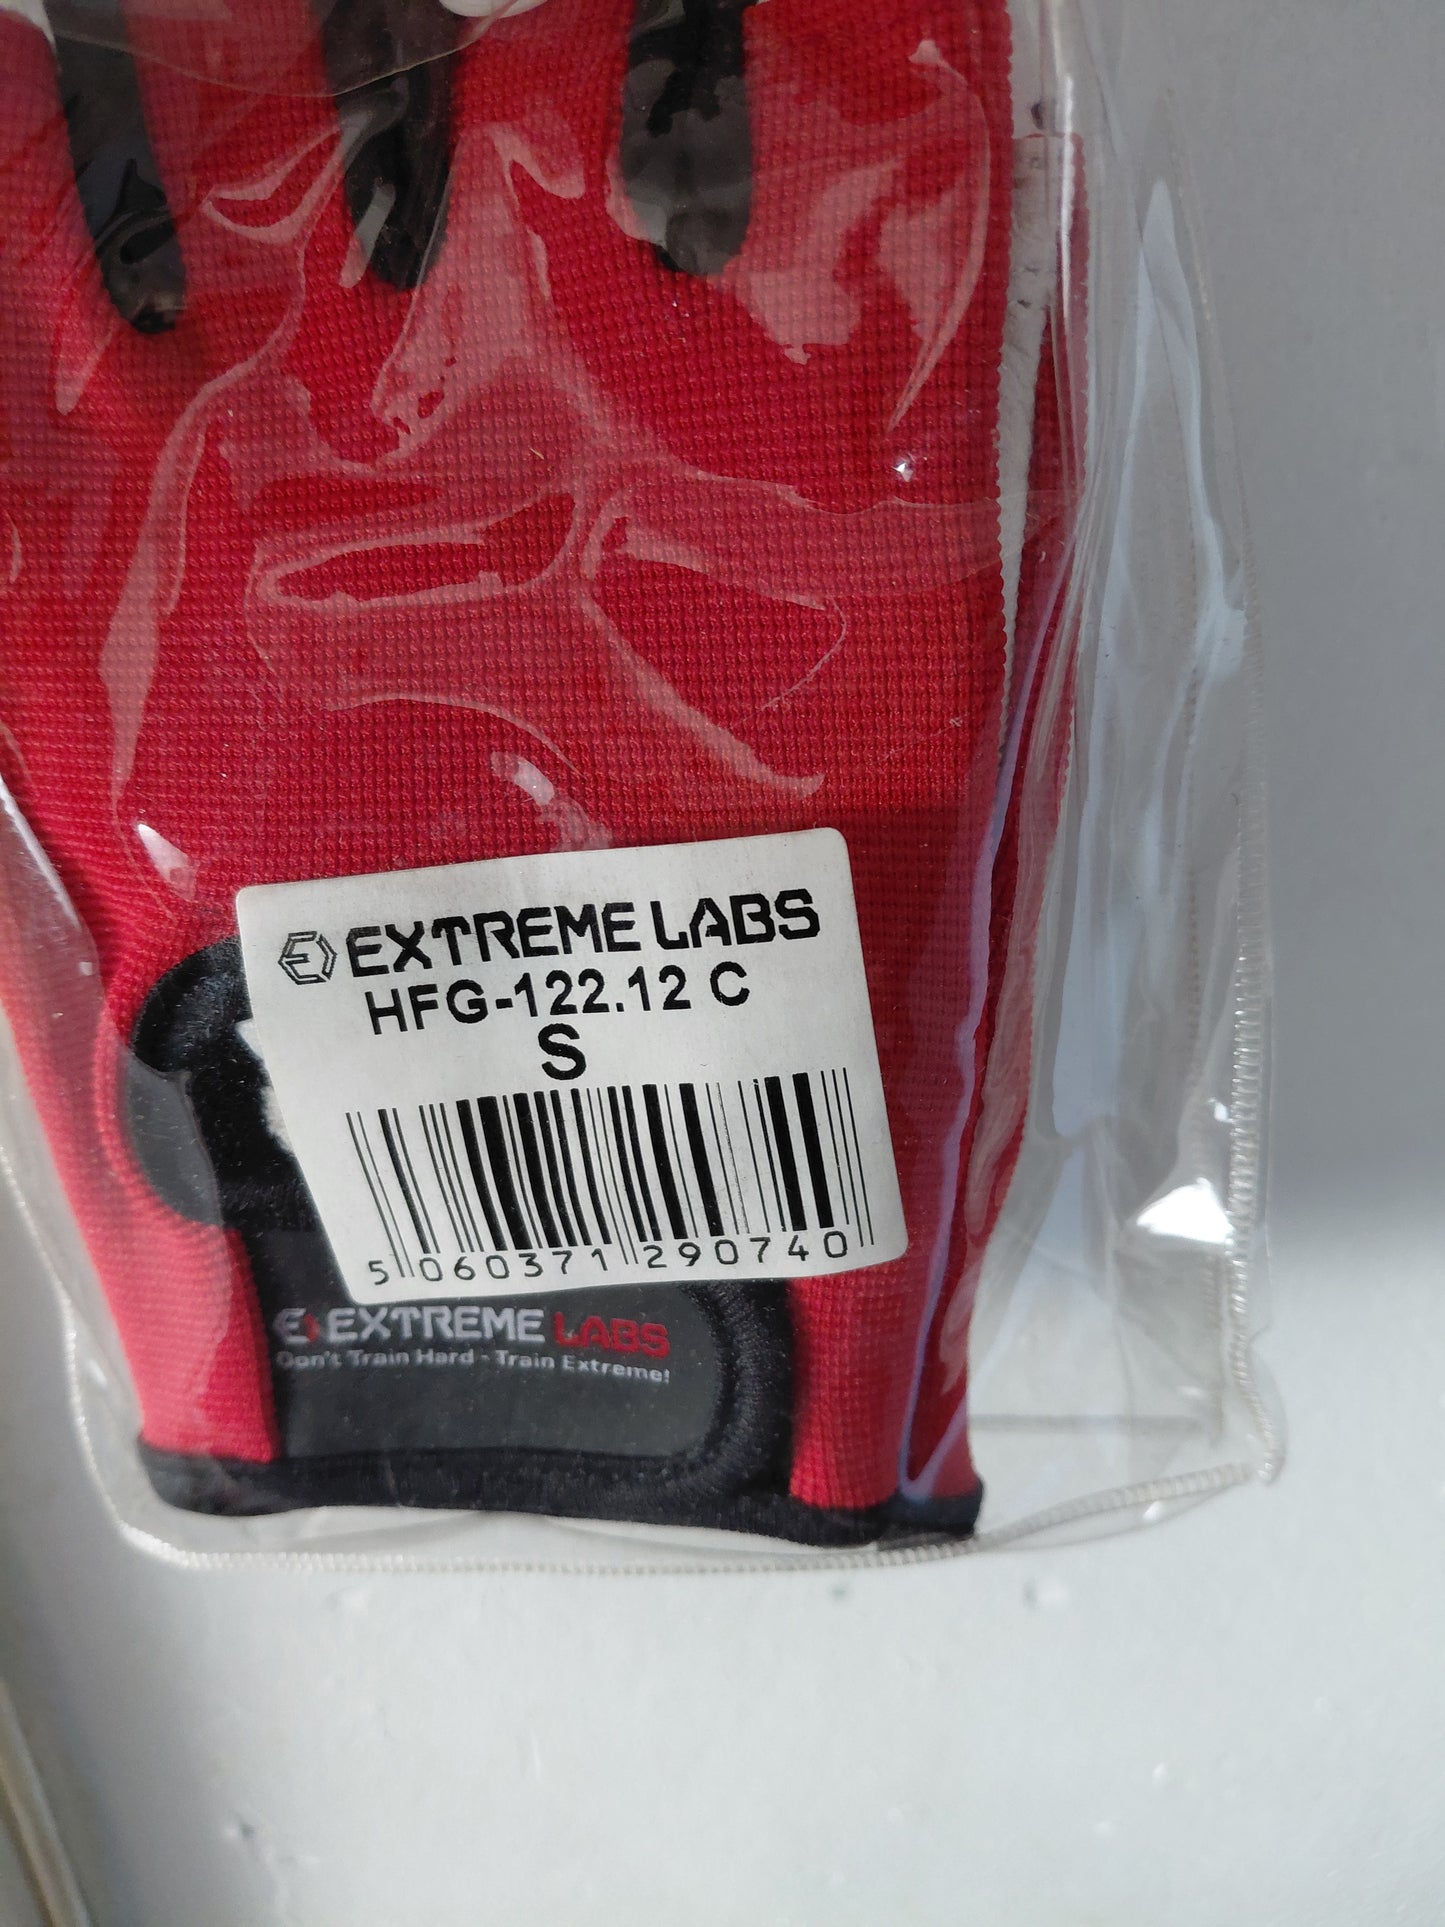 EXTREME LABS
HFG-122.12 C
S
5 060371 290740
EXTREME LABS
Don't Train Hard - Train Extreme!